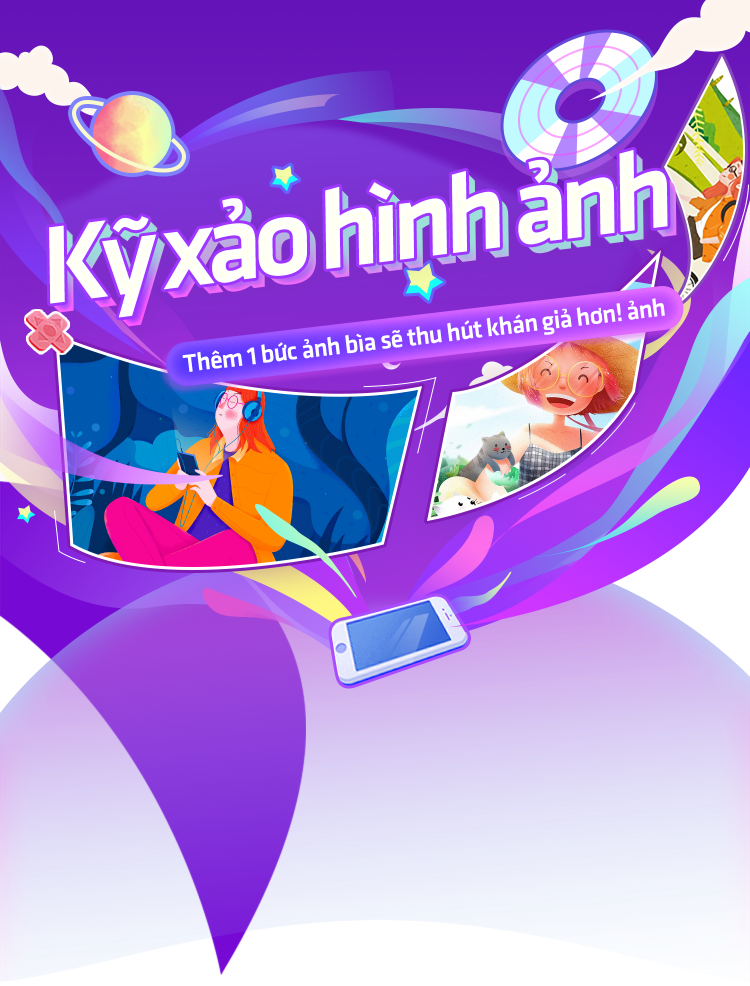 Kỹ xảo hình ảnh
Thêm 1 bức ảnh bìa sẽ thu hút khán giả hơn! ảnh